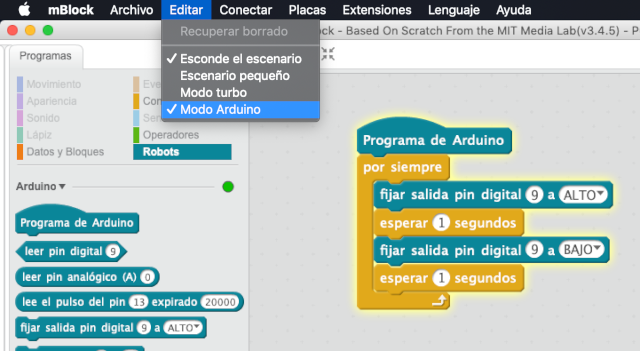 mBlock Archivo Editar Conectar Placas Extensiones Lenguaje Ayuda
ock - Based On Scratch From the MIT Media Lab(v3.4.5) - P
Recuperar borrado
✓ Esconde el escenario
Escenario pequeño
Modo turbo
✓ Modo Arduino
Programas
Movimiento Eve
Apariencia Con
Sonido Sen
Lápiz Operadores
Datos y Bloques Robots
Arduino
Programa de Arduino
leer pin digital 9
leer pin analógico (A) 0
lee el pulso del pin 13 expirado 20000
fijar salida pin digital 9 a ALTO
Programa de Arduino
por siempre
fijar salida pin digital 9 a ALTO
esperar 1 segundos
fijar salida pin digital 9 a BAJO
esperar 1 segundos